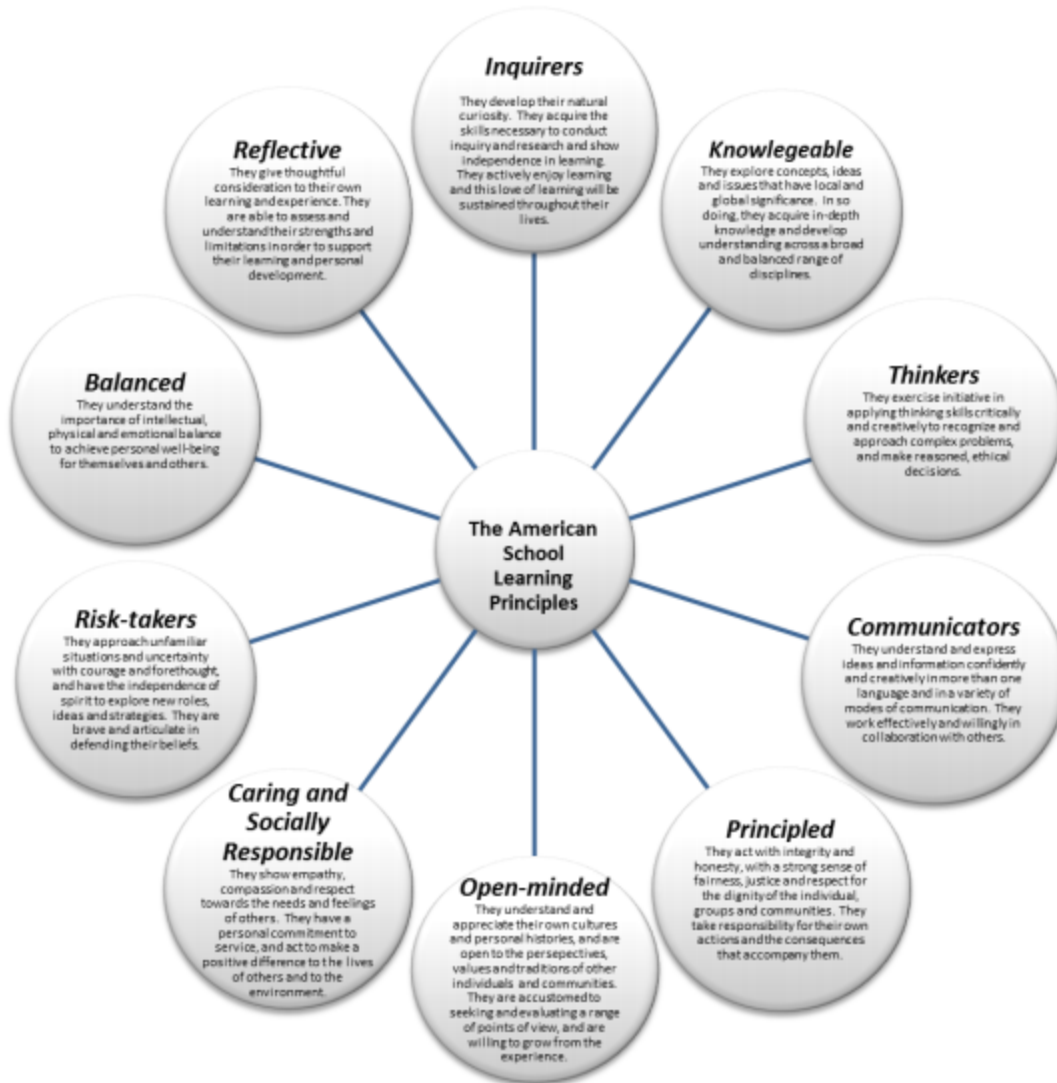 Inquirers
They develop their natural
curiosity. They acquire the
skills necessary to conduct
inquiry and research and show
independence in learning.
They actively enjoy learning
and this love of learning will be
sustained throughout their
lives.
Knowlegeable
They explore concepts, ideas
and issues that have local and
global significance. In so
doing, they acquire in-depth
knowledge and develop
understanding across a broad
and balanced range of
disciplines.
Thinkers
They exercise initiative in
applying thinking skills critically
and creatively to recognize and
approach complex problems,
and make reasoned, ethical
decisions.
Communicators
They understand and express
ideas and information confidently
and creatively in more than one
language and in a variety of
modes of communication. They
work effectively and willingly in
collaboration with others.
Principled
They act with integrity and
honesty, with a strong sense of
fairness, justice and respect for
the dignity of the individual,
groups and communities. They
take responsibility for their own
actions and the consequences
that accompany them.
Open-minded
They understand and
appreciate their own cultures
and personal histories, and are
open to the persepectives,
values and traditions of other
individuals and communities.
They are accustomed to
seeking and evaluating a range
of points of view, and are
willing to grow from the
experience.
Caring and
Socially
Responsible
They show empathy,
compassion and respect
towards the needs and feelings
of others. They have a
personal commitment to
service, and act to make a
positive difference to the lives
of others and to the
environment.
Risk-takers
They approach unfamiliar
situations and uncertainty
with courage and forethought,
and have the independence of
spirit to explore new roles,
ideas and strategies. They are
brave and articulate in
defending their beliefs.
Balanced
They understand the
importance of intellectual,
physical and emotional balance
to achieve personal well-being
for themselves and others.
Reflective
They give thoughtful
consideration to their own
learning and experience. They
are able to assess and
understand their strengths and
limitations in order to support
their learning and personal
development.
The American
School
Learning
Principles